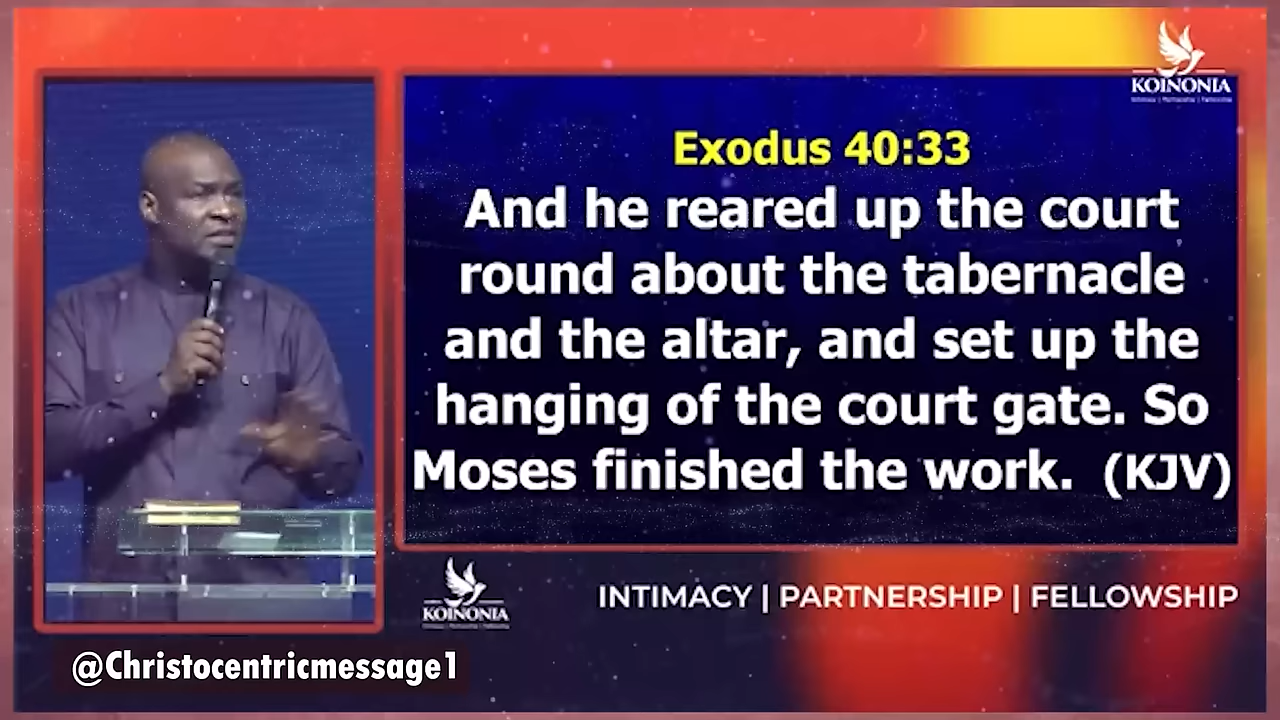 KOINONIA
Exodus 40:33
And he reared up the court
round about the tabernacle
and the altar, and set up the
hanging of the court gate. So
Moses finished the work. (KJV)
KOINONIA
INTIMACY | PARTNERSHIP | FELLOWSHIP
@Christocentricmessage1